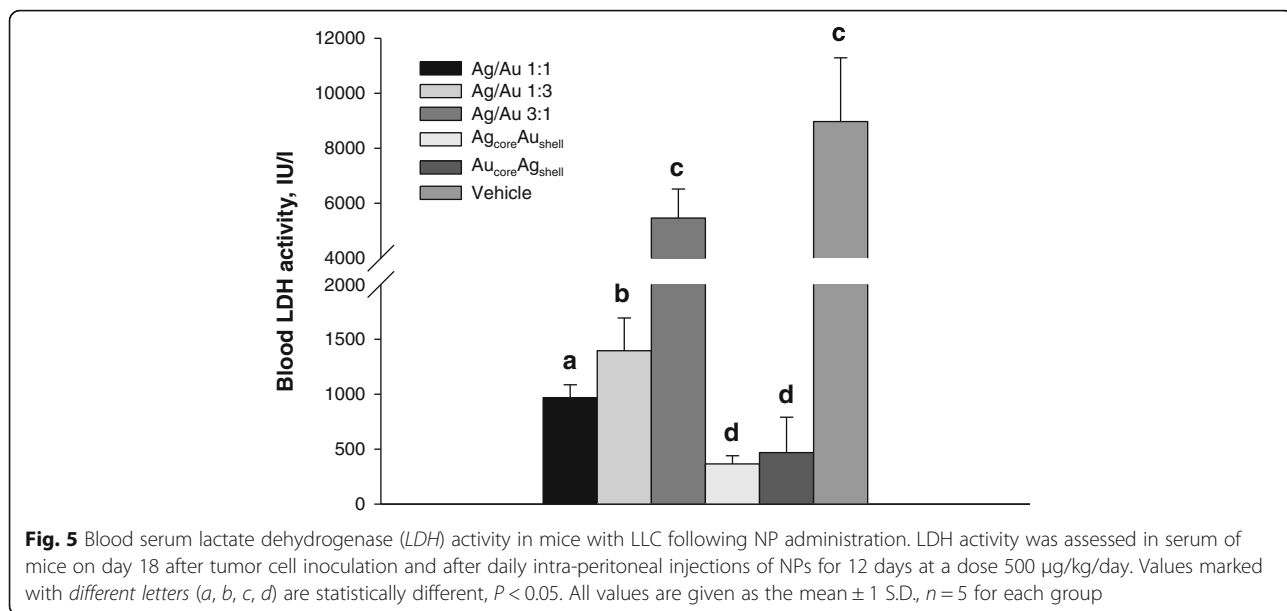 12000
10000
8000
6000
4000
2000
1500
1000
500
0
Blood LDH activity, IU/l
Ag/Au 1:1
Ag/Au 1:3
Ag/Au 3:1
AgcoreAushell
AucoreAgshell
Vehicle
a
b
c
d
d
c
Fig. 5 Blood serum lactate dehydrogenase (LDH) activity in mice with LLC following NP administration. LDH activity was assessed in serum of
mice on day 18 after tumor cell inoculation and after daily intra-peritoneal injections of NPs for 12 days at a dose 500 μg/kg/day. Values marked
with different letters (a, b, c, d) are statistically different, P < 0.05. All values are given as the mean ± 1 S.D., n = 5 for each group